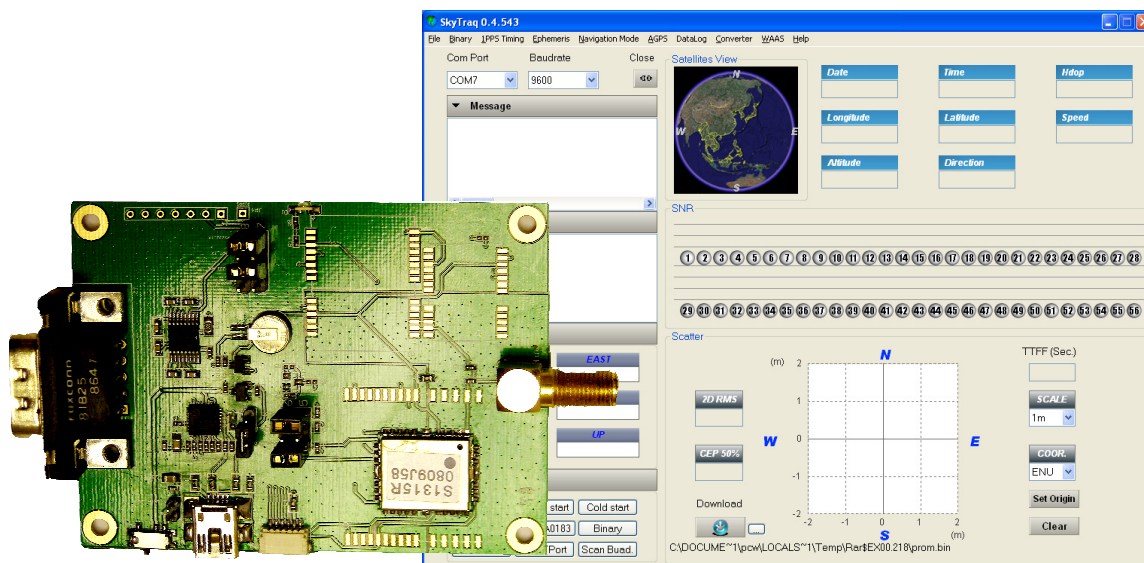 SkyTraq 0.4.543
File Binary 1PPS Timing Ephemeris Navigation Mode AGPS DataLog Converter WAAS Help
Com Port Baudrate Close
COM7 9600
Message
Satellites View
N
W E
S
Date Time Hdop
Longitude Latitude Speed
Altitude Direction
SNR
1 2 3 4 5 6 7 8 9 10 11 12 13 14 15 16 17 18 19 20 21 22 23 24 25 26 27 28
29 30 31 32 33 34 35 36 37 38 39 40 41 42 43 44 45 46 47 48 49 50 51 52 53 54 55 56
Scatter
EAST
UP
start Cold start
A0183 Binary
Port Scan Buad.
2D RMS
CEP 50%
Download
...
(m) N
2
1
W 0 E
-1
-2
-2 -1 0 1 2
S (m)
TTFF (Sec.)
SCALE
1m
COOR.
ENU
Set Origin
Clear
C:\DOCUME~1\pcw\LOCALS~1\Temp\Rar$EX00.218\prom.bin
S1315R
0809J58